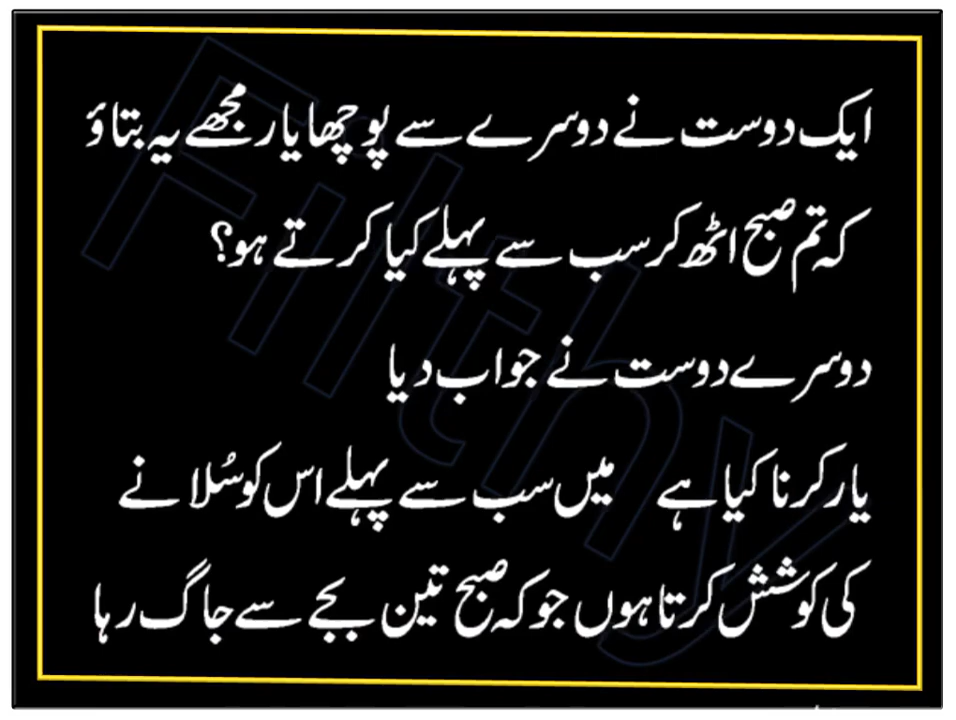 ایک دوست نے دوسرے سے پوچھا یار مجھے یہ بتاؤ
کہ تم صبح اٹھ کر سب سے پہلے کیا کرتے ہو؟
دوسرے دوست نے جواب دیا
یار کرنا کیا ہے میں سب سے پہلے اس کو سُلانے
کی کوشش کرتا ہوں جو کہ صبح تین بجے سے جاگ رہا
Filthy